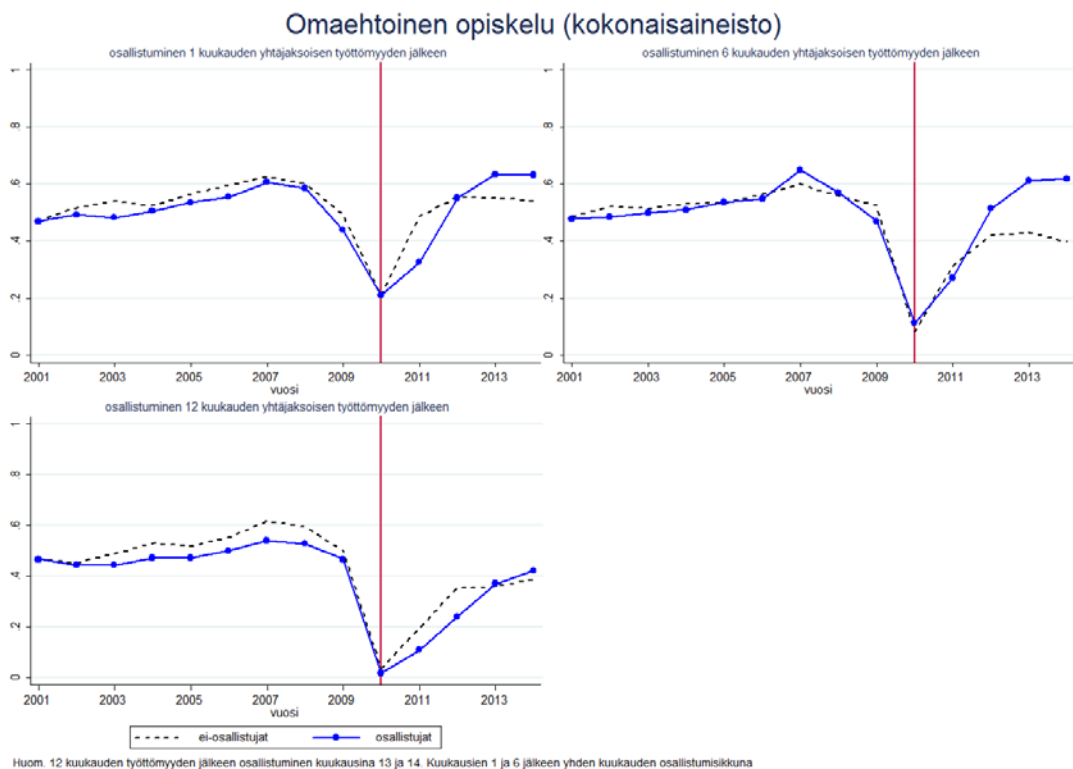 Omaehtoinen opiskelu (kokonaisaineisto)
osallistuminen 1 kuukauden yhtäjaksoisen työttömyyden jälkeen
1
.8
.6
.4
.2
0
2001 2003 2005 2007 2009 2011 2013
vuosi
osallistuminen 6 kuukauden yhtäjaksoisen työttömyyden jälkeen
1
.8
.6
.4
.2
0
2001 2003 2005 2007 2009 2011 2013
vuosi
osallistuminen 12 kuukauden yhtäjaksoisen työttömyyden jälkeen
1
.8
.6
.4
.2
0
2001 2003 2005 2007 2009 2011 2013
vuosi
ei-osallistujat osallistujat
Huom. 12 kuukauden työttömyyden jälkeen osallistuminen kuukausina 13 ja 14. Kuukausien 1 ja 6 jälkeen yhden kuukauden osallistumisikkuna